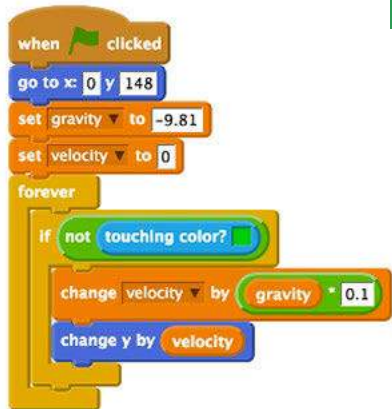 when clicked
go to x: 0 y 148
set gravity to -9.81
set velocity to 0
forever
if not touching color?
change velocity by gravity * 0.1
change y by velocity